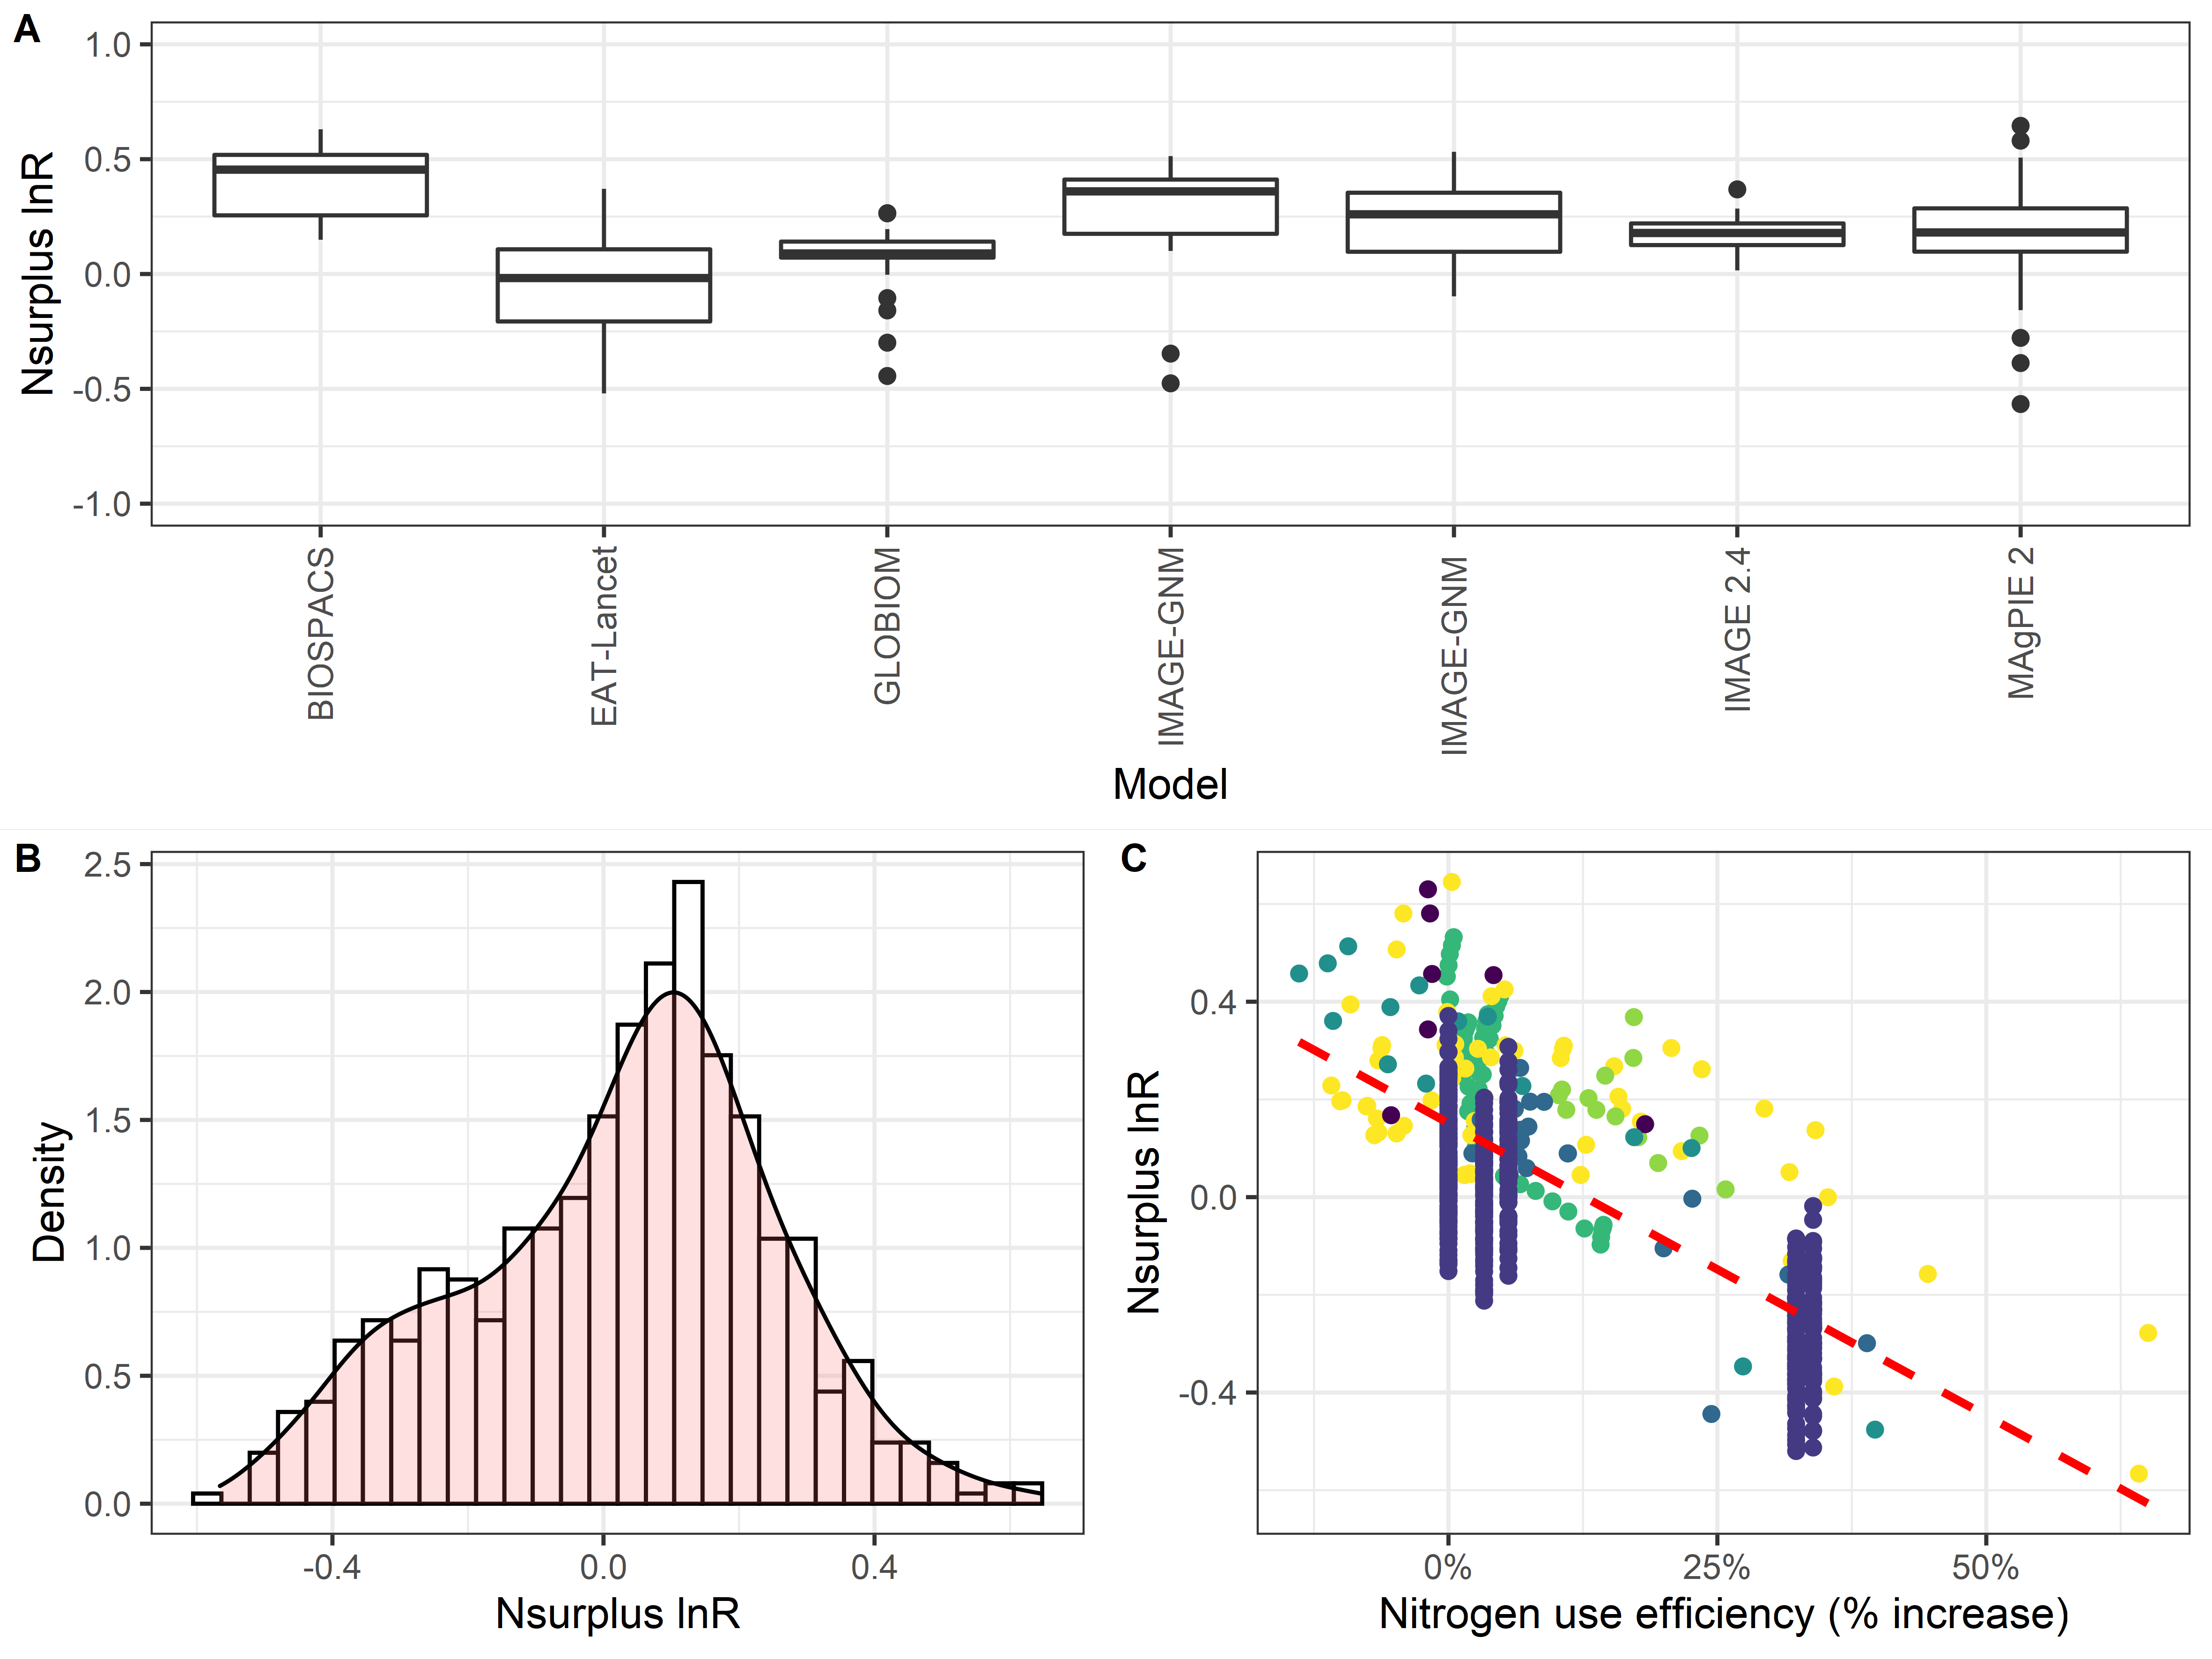 A
1.0
0.5
0.0
-0.5
-1.0
Nsurplus lnR
BIOSPACS
EAT-Lancet
GLOBIOM
IMAGE-GNM
IMAGE-GNM
IMAGE 2.4
MAgPIE 2
Model
B
2.5
2.0
1.5
1.0
0.5
0.0
Density
-0.4
0.0
0.4
Nsurplus lnR
C
0.4
0.0
-0.4
Nsurplus lnR
0%
25%
50%
Nitrogen use efficiency (% increase)